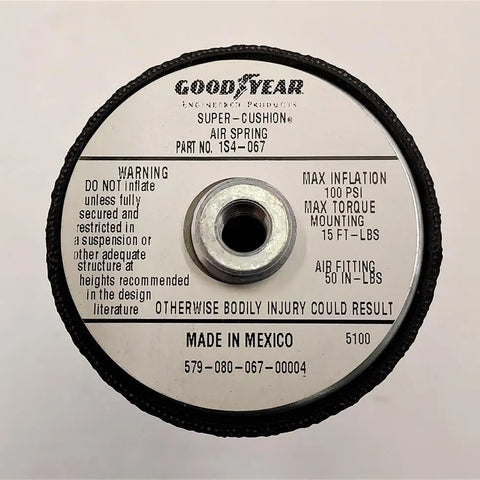 GOODYEAR
ENGINEERED PRODUCTS
SUPER-CUSHION®
AIR SPRING
PART NO. 1S4-067
WARNING
DO NOT inflate
unless fully
secured and
restricted in
a suspension or
other adequate
structure at
heights recommended
in the design
literature OTHERWISE BODILY INJURY COULD RESULT
MAX INFLATION
100 PSI
MAX TORQUE
MOUNTING
15 FT-LBS
AIR FITTING
50 IN-LBS
MADE IN MEXICO 5100
579-080-067-00004